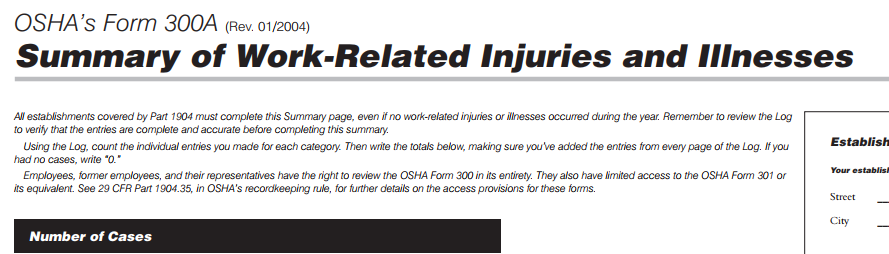 OSHA's Form 300A (Rev. 01/2004)
Summary of Work-Related Injuries and Illnesses
All establishments covered by Part 1904 must complete this Summary page, even if no work-related injuries or illnesses occurred during the year. Remember to review the Log
to verify that the entries are complete and accurate before completing this summary.
Using the Log, count the individual entries you made for each category. Then write the totals below, making sure you've added the entries from every page of the Log. If you
had no cases, write "0."
Employees, former employees, and their representatives have the right to review the OSHA Form 300 in its entirety. They also have limited access to the OSHA Form 301 or
its equivalent. See 29 CFR Part 1904.35, in OSHA's recordkeeping rule, for further details on the access provisions for these forms.
Number of Cases
Establish
Your establish
Street
City